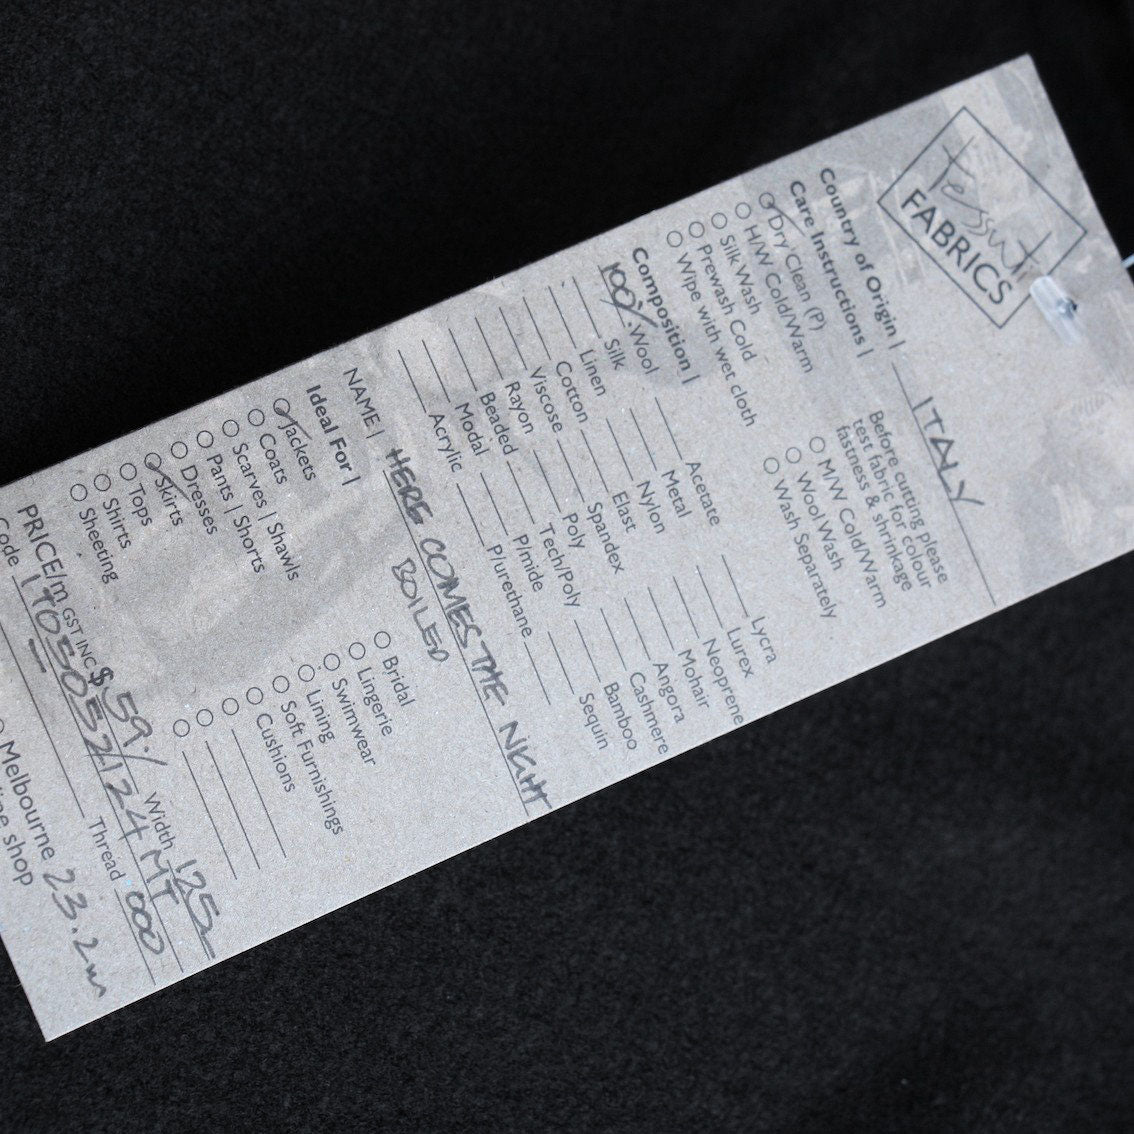 tessuti
FABRICS
Country of Origin | ITALY
Care Instructions |
Before cutting please
test fabric for colour
fastness & shrinkage
Dry Clean (P)
H/W Cold/Warm
Silk Wash
Prewash Cold
Wipe with wet cloth
M/W Cold/Warm
Wool Wash
Wash Separately
Composition |
100% Wool
Silk
Linen
Cotton
Viscose
Rayon
Beaded
Modal
Acrylic
Acetate
Metal
Nylon
Elast
Spandex
Poly
Tech/Poly
P/mide
P/urethane
Lycra
Lurex
Neoprene
Mohair
Angora
Cashmere
Bamboo
Sequin
NAME | HERE COMES THE NIGHT
BOILED
Ideal For |
Jackets
Coats
Scarves | Shawls
Pants | Shorts
Dresses
Skirts
Tops
Shirts
Sheeting
Bridal
Lingerie
Swimwear
Lining
Soft Furnishings
Cushions
PRICE/m GST INC $ 59 Width 125
Code 124MT
Thread 000
Melbourne 23.2m
shop